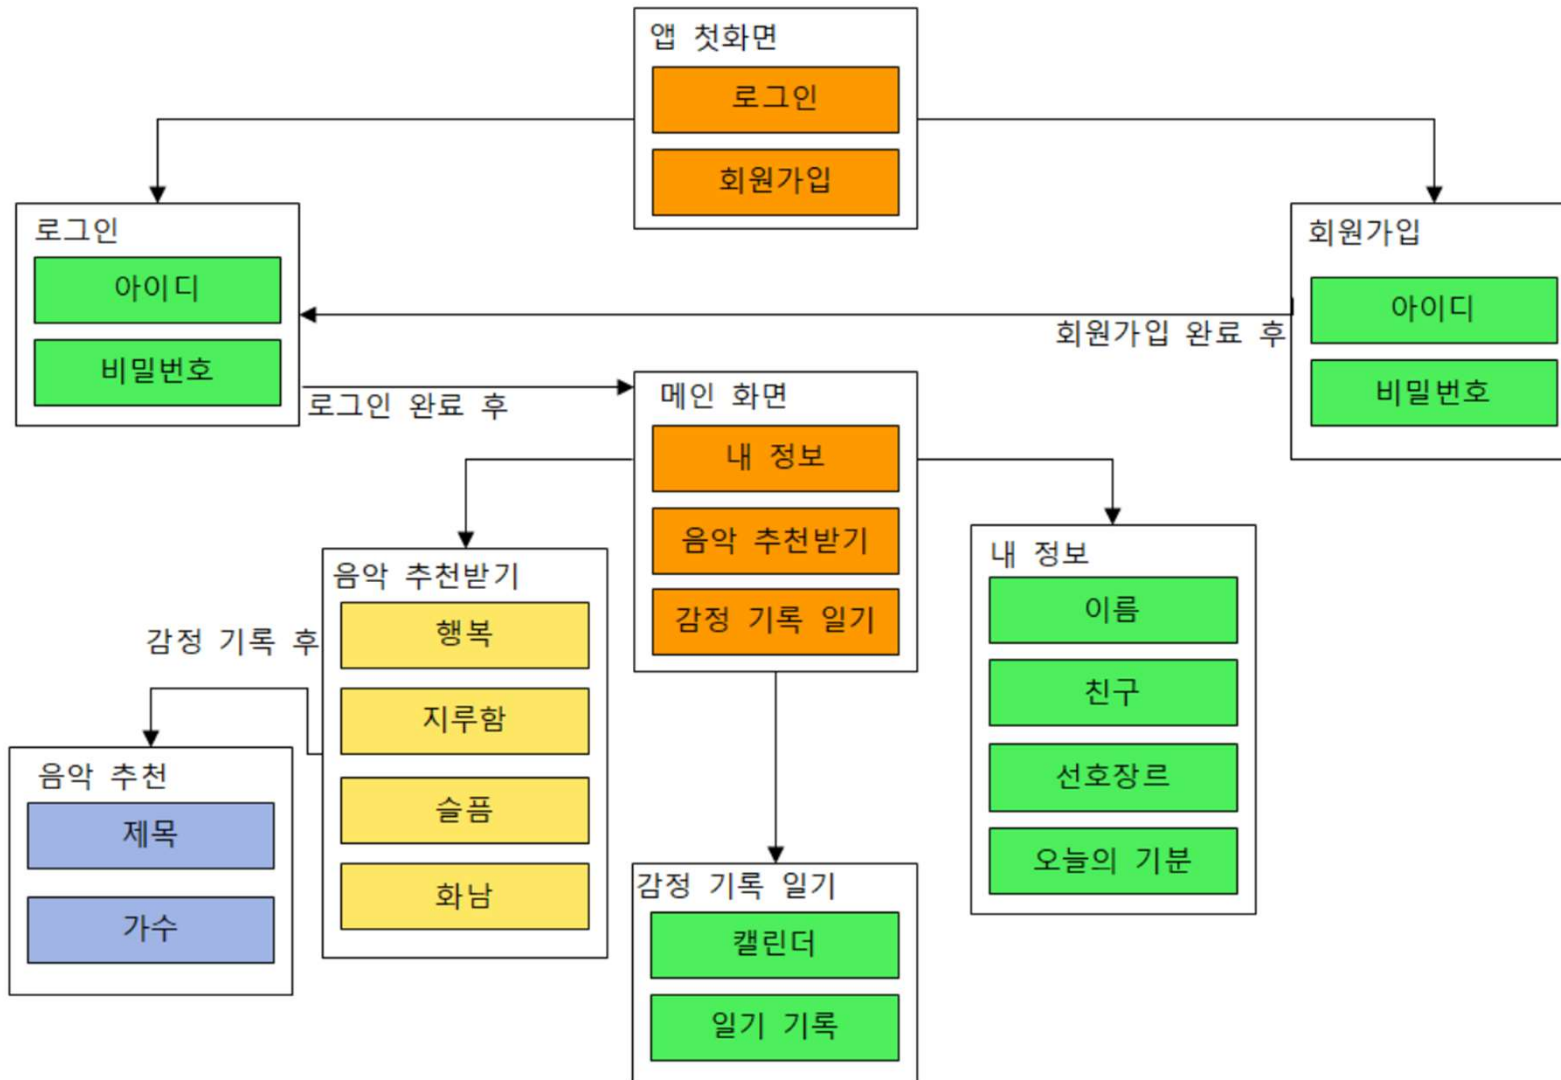 앱 첫화면
로그인
회원가입
로그인
아이디
비밀번호
회원가입
아이디
비밀번호
회원가입 완료 후
로그인 완료 후
메인 화면
내 정보
음악 추천받기
감정 기록 일기
음악 추천받기
행복
지루함
슬픔
화남
감정 기록 후
음악 추천
제목
가수
내 정보
이름
친구
선호장르
오늘의 기분
감정 기록 일기
캘린더
일기 기록